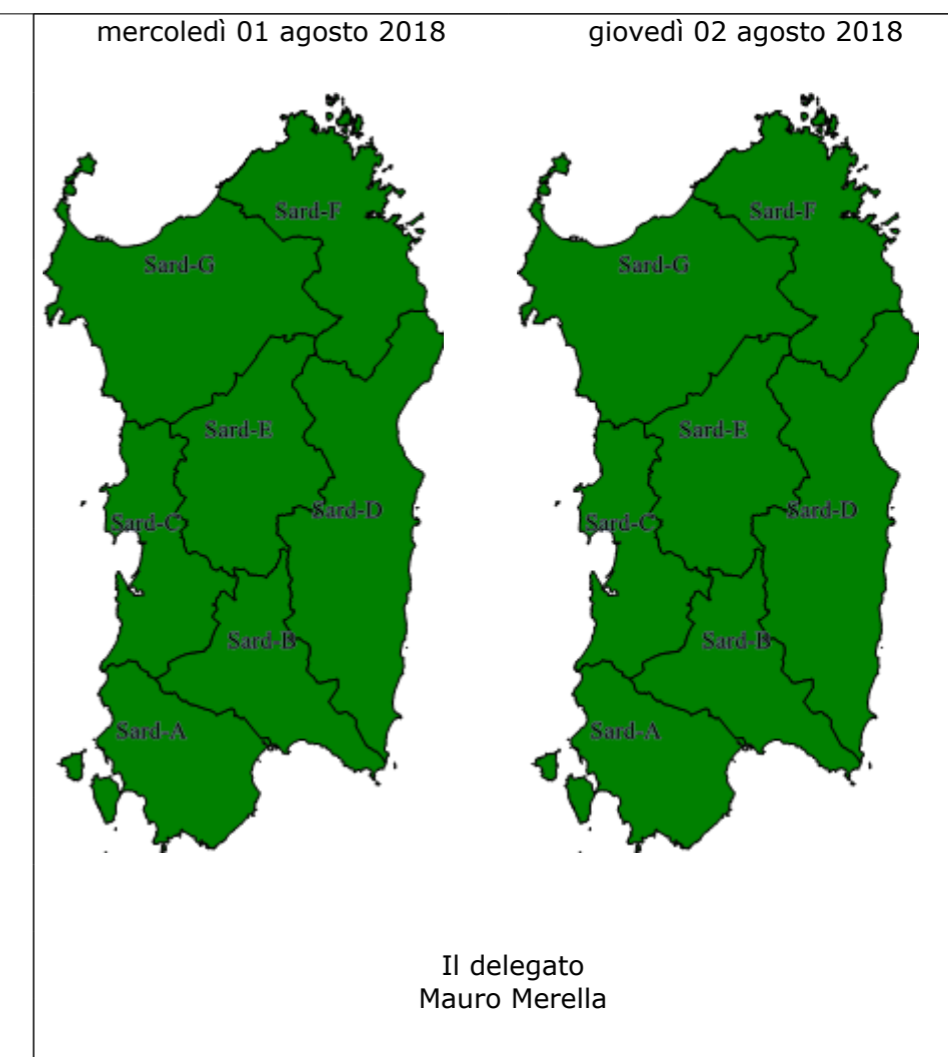 mercoledì 01 agosto 2018
giovedì 02 agosto 2018
Sard-F
Sard-G
Sard-E
Sard-D
Sard-C
Sard-B
Sard-A
Sard-F
Sard-G
Sard-E
Sard-D
Sard-C
Sard-B
Sard-A
Il delegato
Mauro Merella